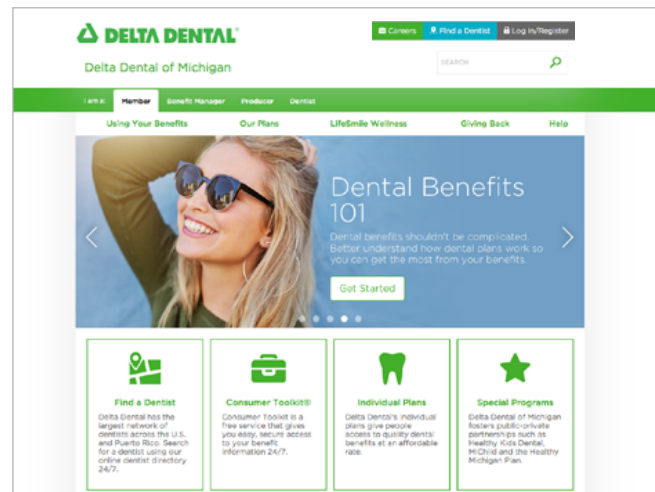 DELTA DENTAL®
Careers
Find a Dentist
Log In/Register
Delta Dental of Michigan
SEARCH
I am a:
Member
Benefit Manager
Producer
Dentist
Using Your Benefits
Our Plans
LifeSmile Wellness
Giving Back
Help
Dental Benefits
101
Dental benefits shouldn't be complicated.
Better understand how dental plans work so
you can get the most from your benefits.
Get Started
Find a Dentist
Delta Dental has the
largest network of
dentists across the U.S.
and Puerto Rico. Search
for a dentist using our
online dentist directory
24/7.
Consumer Toolkit®
Consumer Toolkit is a
free service that gives
you easy, secure access
to your benefit
information 24/7.
Individual Plans
Delta Dental's individual
plans give people
access to quality dental
benefits at an affordable
rate.
Special Programs
Delta Dental of Michigan
fosters public-private
partnerships such as
Healthy Kids Dental,
MIChild and the Healthy
Michigan Plan.